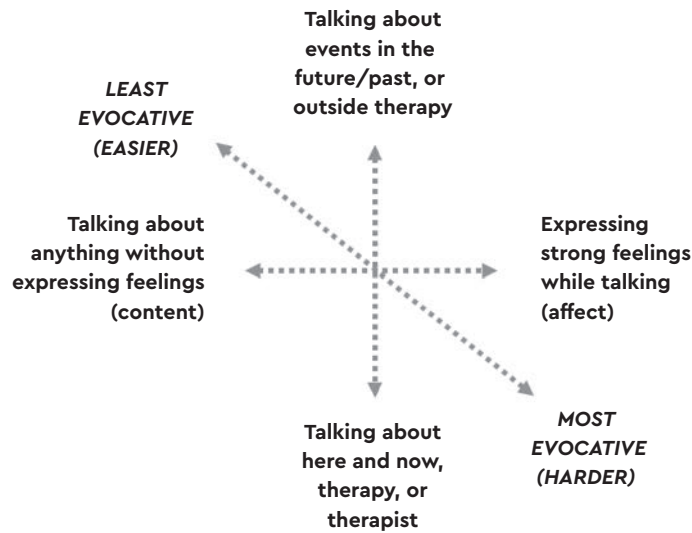 Talking about
events in the
future/past, or
outside therapy
LEAST
EVOCATIVE
(EASIER)
Talking about
anything without
expressing feelings
(content)
Expressing
strong feelings
while talking
(affect)
Talking about
here and now,
therapy, or
therapist
MOST
EVOCATIVE
(HARDER)